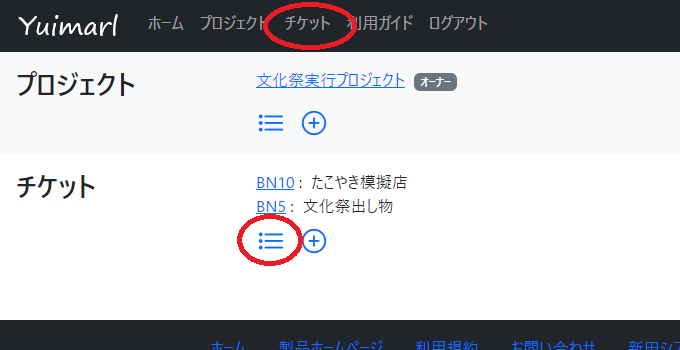 Yuimarl ホーム プロジェクト チケット 利用ガイド ログアウト
プロジェクト
文化祭実行プロジェクト オーナー
チケット
BN10 : たこやき模擬店
BN5 : 文化祭出し物
ホーム 製品ホームページ 利用規約 お問い合わせ